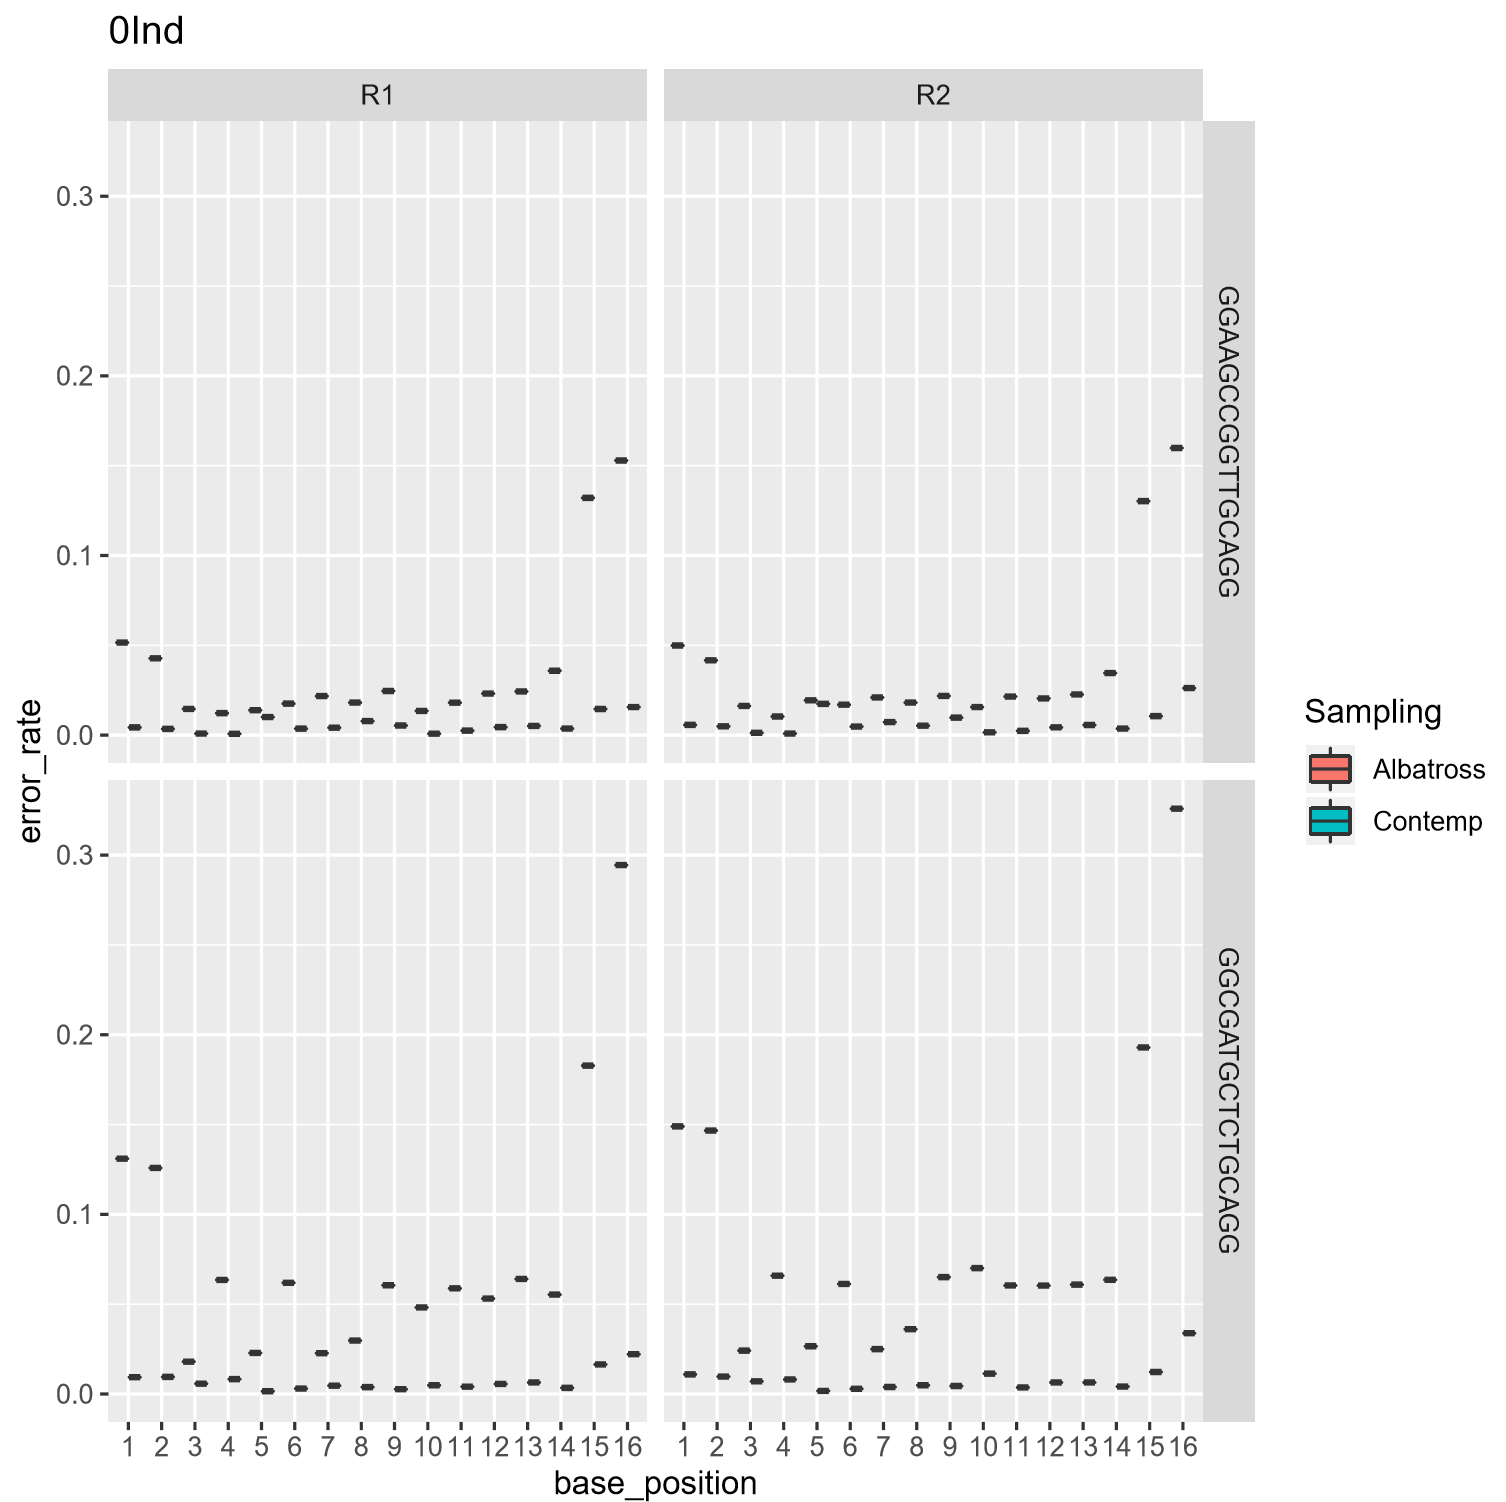 0Ind
R1
R2
0.3
0.2
0.1
0.0
GGAAGCCGGTTGCAGG
0.3
0.2
0.1
0.0
GGCGATGCTCTGCAGG
1 2 3 4 5 6 7 8 9 10 11 12 13 14 15 16
1 2 3 4 5 6 7 8 9 10 11 12 13 14 15 16
base_position
error_rate
Sampling
Albatross
Contemp